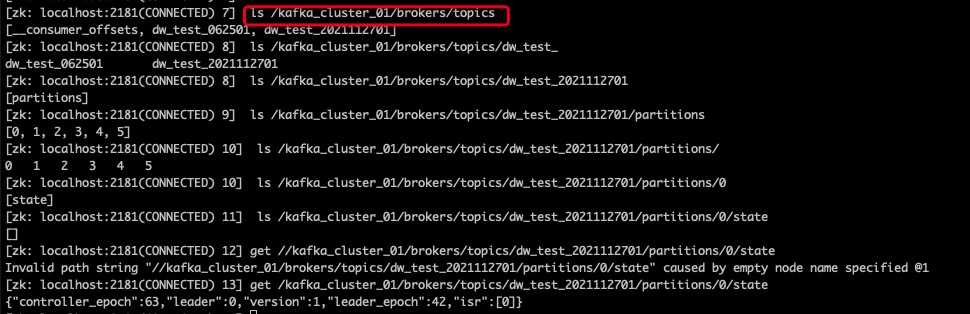 [zk: localhost:2181(CONNECTED) 7] ls /kafka_cluster_01/brokers/topics
[__consumer_offsets, dw_test_062501, dw_test_2021112701]
[zk: localhost:2181(CONNECTED) 8]  ls /kafka_cluster_01/brokers/topics/dw_test_
dw_test_062501       dw_test_2021112701
[zk: localhost:2181(CONNECTED) 8]  ls /kafka_cluster_01/brokers/topics/dw_test_2021112701
[partitions]
[zk: localhost:2181(CONNECTED) 9]  ls /kafka_cluster_01/brokers/topics/dw_test_2021112701/partitions
[0, 1, 2, 3, 4, 5]
[zk: localhost:2181(CONNECTED) 10]  ls /kafka_cluster_01/brokers/topics/dw_test_2021112701/partitions/
0   1   2   3   4   5
[zk: localhost:2181(CONNECTED) 10]  ls /kafka_cluster_01/brokers/topics/dw_test_2021112701/partitions/0
[state]
[zk: localhost:2181(CONNECTED) 11]  ls /kafka_cluster_01/brokers/topics/dw_test_2021112701/partitions/0/state
[]
[zk: localhost:2181(CONNECTED) 12] get //kafka_cluster_01/brokers/topics/dw_test_2021112701/partitions/0/state
Invalid path string "//kafka_cluster_01/brokers/topics/dw_test_2021112701/partitions/0/state" caused by empty node name specified @1
[zk: localhost:2181(CONNECTED) 13] get /kafka_cluster_01/brokers/topics/dw_test_2021112701/partitions/0/state
{"controller_epoch":63,"leader":0,"version":1,"leader_epoch":42,"isr":[0]}